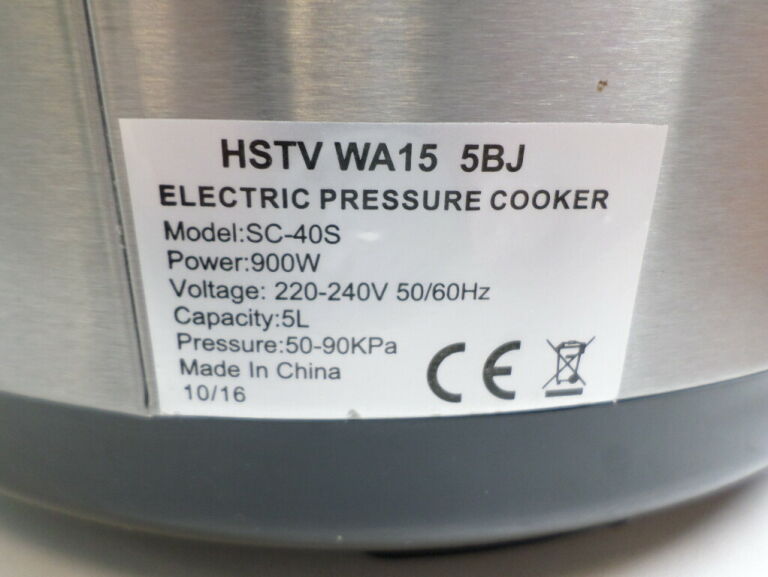 HSTV WA15 5BJ
ELECTRIC PRESSURE COOKER
Model:SC-40S
Power:900W
Voltage: 220-240V 50/60Hz
Capacity:5L
Pressure:50-90KPa
Made In China
10/16
CE